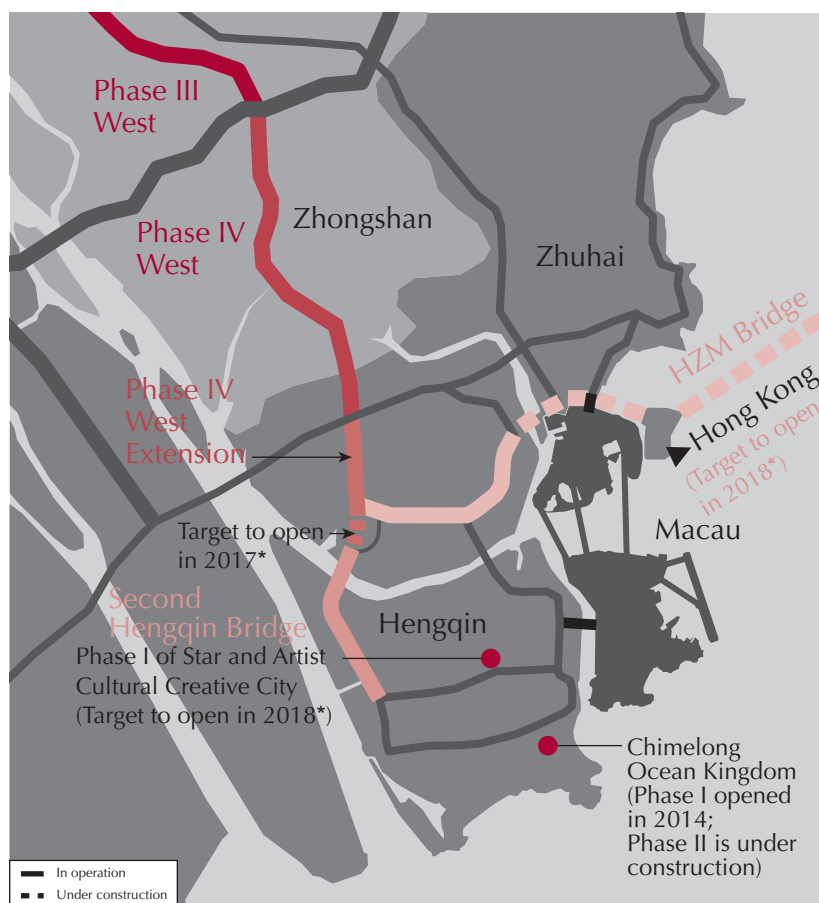 Phase III
West
Phase IV
West
Zhongshan
Zhuhai
HZM Bridge
Hong Kong
(Target to open
in 2018*)
Phase IV
West
Extension
Target to open
in 2017*
Macau
Second
Hengqin Bridge
Hengqin
Phase I of Star and Artist
Cultural Creative City
(Target to open in 2018*)
Chimelong
Ocean Kingdom
(Phase I opened
in 2014;
Phase II is under
construction)
In operation
Under construction